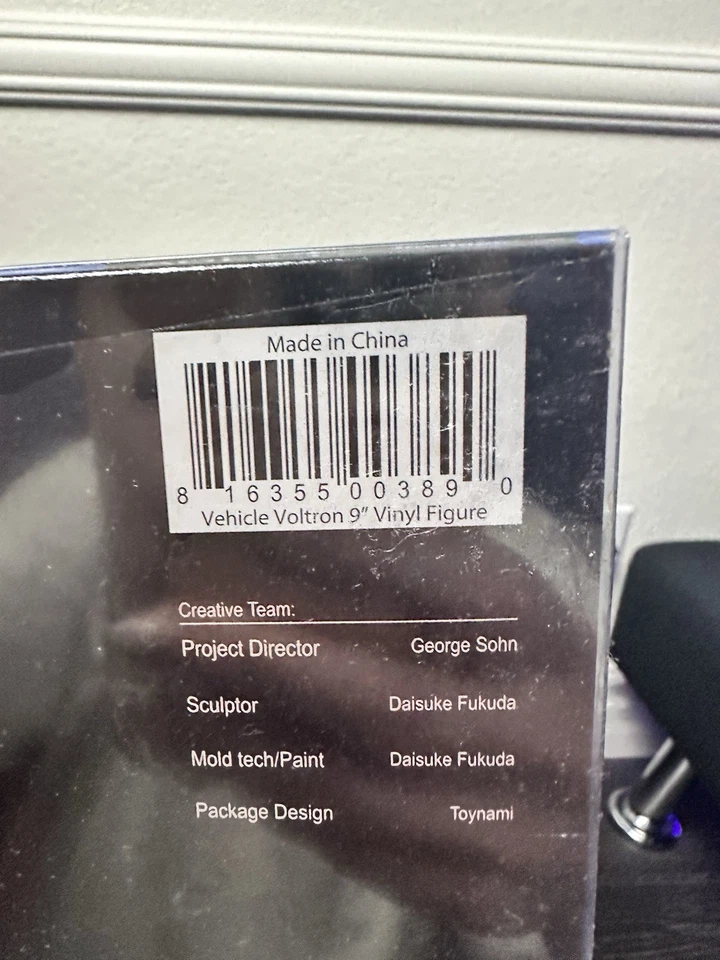 Made in China
8 16355 00389 0
Vehicle Voltron 9" Vinyl Figure
Creative Team:
Project Director George Sohn
Sculptor Daisuke Fukuda
Mold tech/Paint Daisuke Fukuda
Package Design Toynami